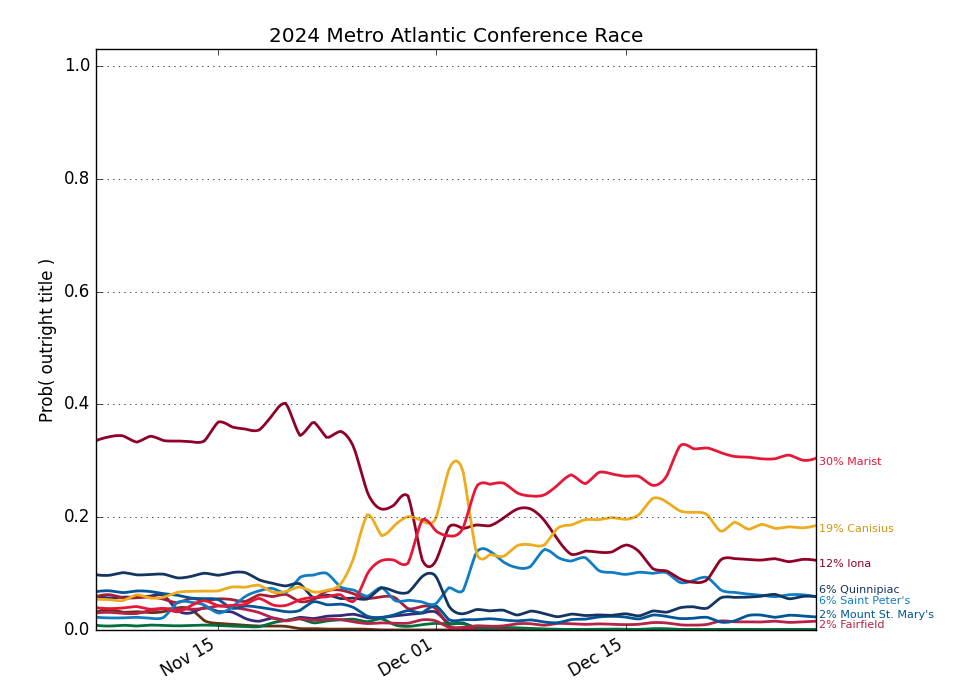 2024 Metro Atlantic Conference Race
Prob( outright title )
1.0
0.8
0.6
0.4
0.2
0.0
Nov 15
Dec 01
Dec 15
30% Marist
19% Canisius
12% Iona
6% Quinnipiac
6% Saint Peter's
2% Mount St. Mary's
2% Fairfield